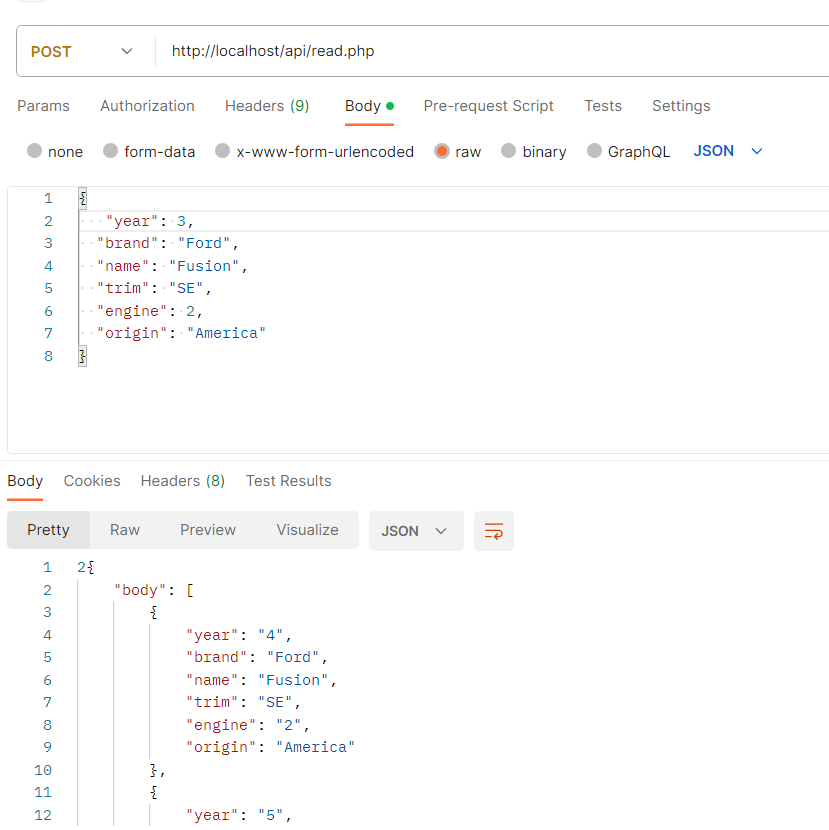 POST http://localhost/api/read.php
Params Authorization Headers (9) Body Pre-request Script Tests Settings
none form-data x-www-form-urlencoded raw binary GraphQL JSON
1 {
2 "year": 3,
3 "brand": "Ford",
4 "name": "Fusion",
5 "trim": "SE",
6 "engine": 2,
7 "origin": "America"
8 }
Body Cookies Headers (8) Test Results
Pretty Raw Preview Visualize JSON
1 2{
2 "body": [
3 {
4 "year": "4",
5 "brand": "Ford",
6 "name": "Fusion",
7 "trim": "SE",
8 "engine": "2",
9 "origin": "America"
10 },
11 {
12 "year": "5",